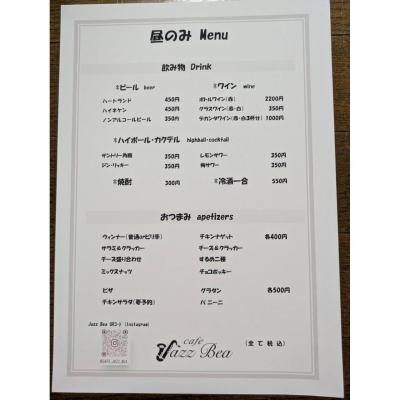 昼のみ Menu
飲み物 Drink
*ビール beer *ワイン wine
ハートランド 450円 ボトルワイン(赤) 2200円
ハイネケン 450円 グラスワイン(赤・白) 350円
ノンアルコールビール 350円 デカンタワイン(赤・白3杯分) 1000円
*ハイボール・カクテル highball・cocktail
サントリー角瓶 350円 レモンサワー 350円
ジン・リッキー 350円 梅サワー 350円
*焼酎 300円 *冷酒一合 550円
おつまみ apetizers
ウィンナー(普通orピリ辛) チキンナゲット 各400円
サラミ&クラッカー チーズ&クラッカー
チーズ盛り合わせ するめ二種
ミックスナッツ チョコポッキー
ピザ グラタン 各500円
チキンサラダ(要予約) パニーニ
(Instagram)
cafe
Jazz Bea
(全て税込)